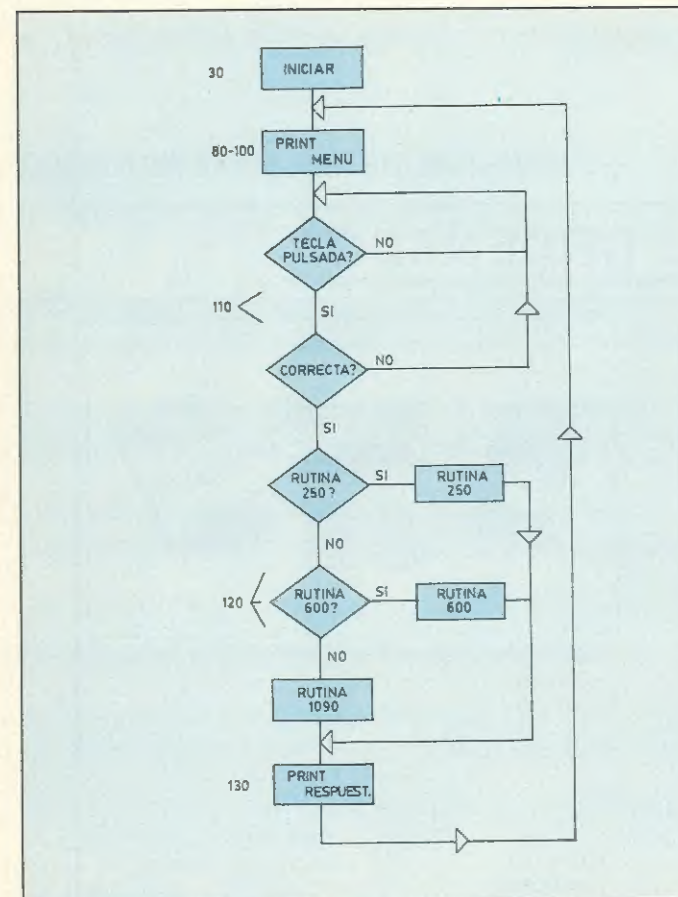 30
INICIAR
80-100
PRINT
MENU
TECLA
PULSADA?
NO
110
SI
CORRECTA?
NO
SI
RUTINA
250?
SI
RUTINA
250
NO
120
RUTINA
600?
SI
RUTINA
600
NO
RUTINA
1090
130
PRINT
RESPUEST.